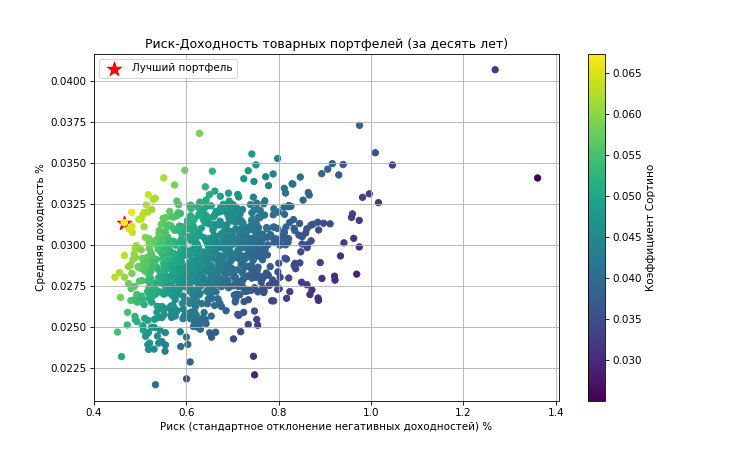 Риск-Доходность товарных портфелей (за десять лет)
Лучший портфель
Средняя доходность %
0.0400
0.0375
0.0350
0.0325
0.0300
0.0275
0.0250
0.0225
0.4 0.6 0.8 1.0 1.2 1.4
Риск (стандартное отклонение негативных доходностей) %
0.065
0.060
0.055
0.050
0.045
0.040
0.035
0.030
Коэффициент Сортино